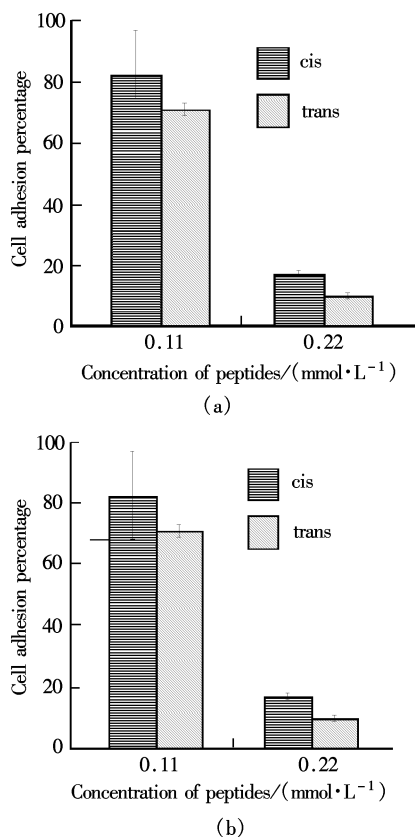 100
80
60
40
20
0
Cell adhesion percentage
cis
trans
0.11 0.22
Concentration of peptides/(mmol·L⁻¹)
(a)
100
80
60
40
20
0
Cell adhesion percentage
cis
trans
0.11 0.22
Concentration of peptides/(mmol·L⁻¹)
(b)